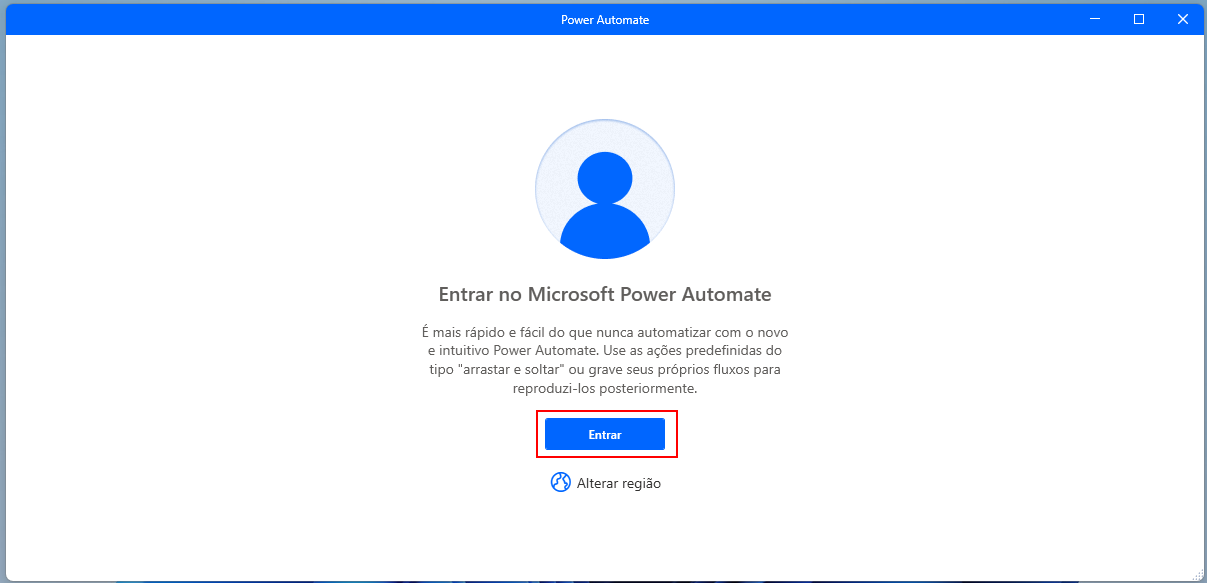 Power Automate
Entrar no Microsoft Power Automate
É mais rápido e fácil do que nunca automatizar com o novo
e intuitivo Power Automate. Use as ações predefinidas do
tipo "arrastar e soltar" ou grave seus próprios fluxos para
reproduzi-los posteriormente.
Entrar
Alterar região